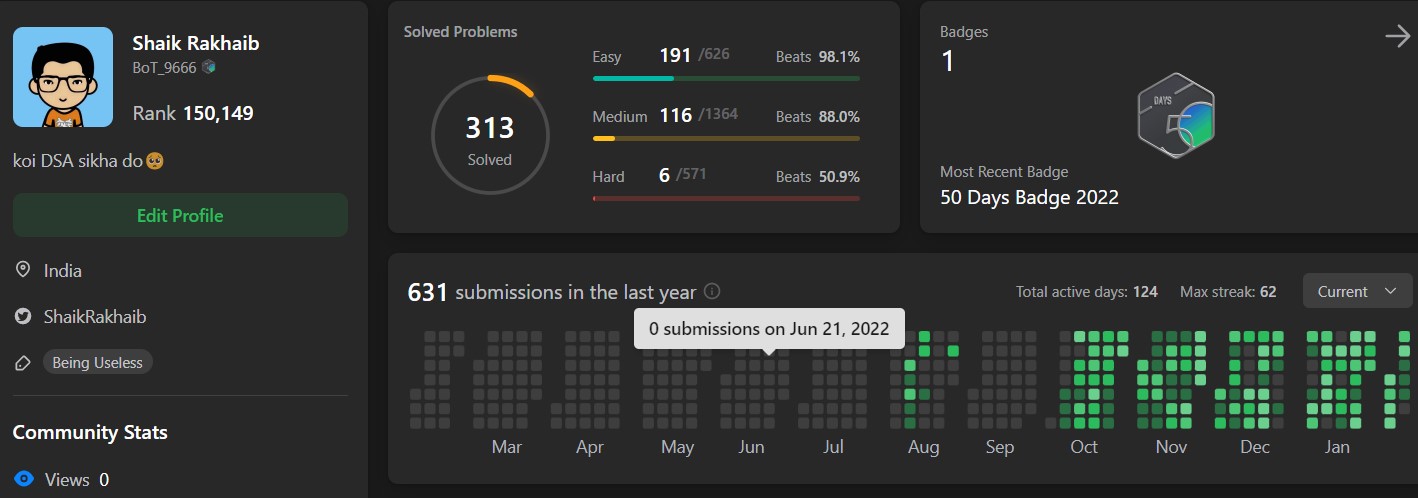 Shaik Rakhaib
BoT_9666
Rank 150,149
koi DSA sikha do🥺
Edit Profile
India
ShaikRakhaib
Being Useless
Community Stats
Views 0
Solved Problems
313
Solved
Easy 191 /626 Beats 98.1%
Medium 116 /1364 Beats 88.0%
Hard 6 /571 Beats 50.9%
Badges
1
DAYS
50
Most Recent Badge
50 Days Badge 2022
631 submissions in the last year
Total active days: 124 Max streak: 62 Current
0 submissions on Jun 21, 2022
Mar Apr May Jun Jul Aug Sep Oct Nov Dec Jan